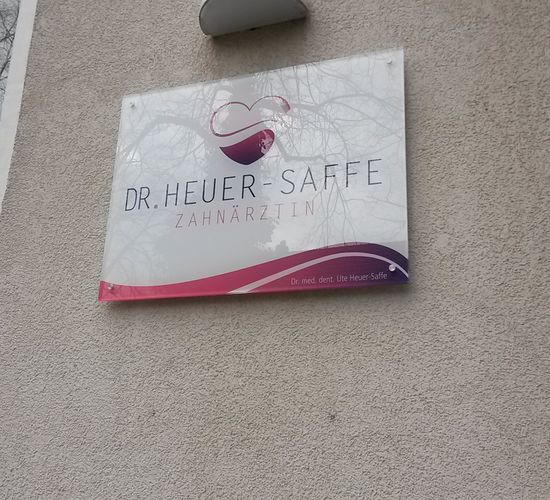 DR. HEUER-SAFFE
ZAHNÄRZTIN
Dr. med. dent. Ute Heuer-Saffe